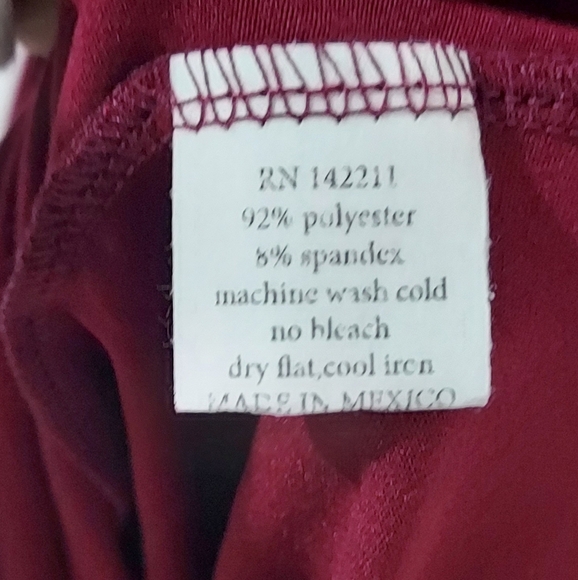 RN 142211
92% polyester
8% spandex
machine wash cold
no bleach
dry flat,cool iron
MADE IN MEXICO